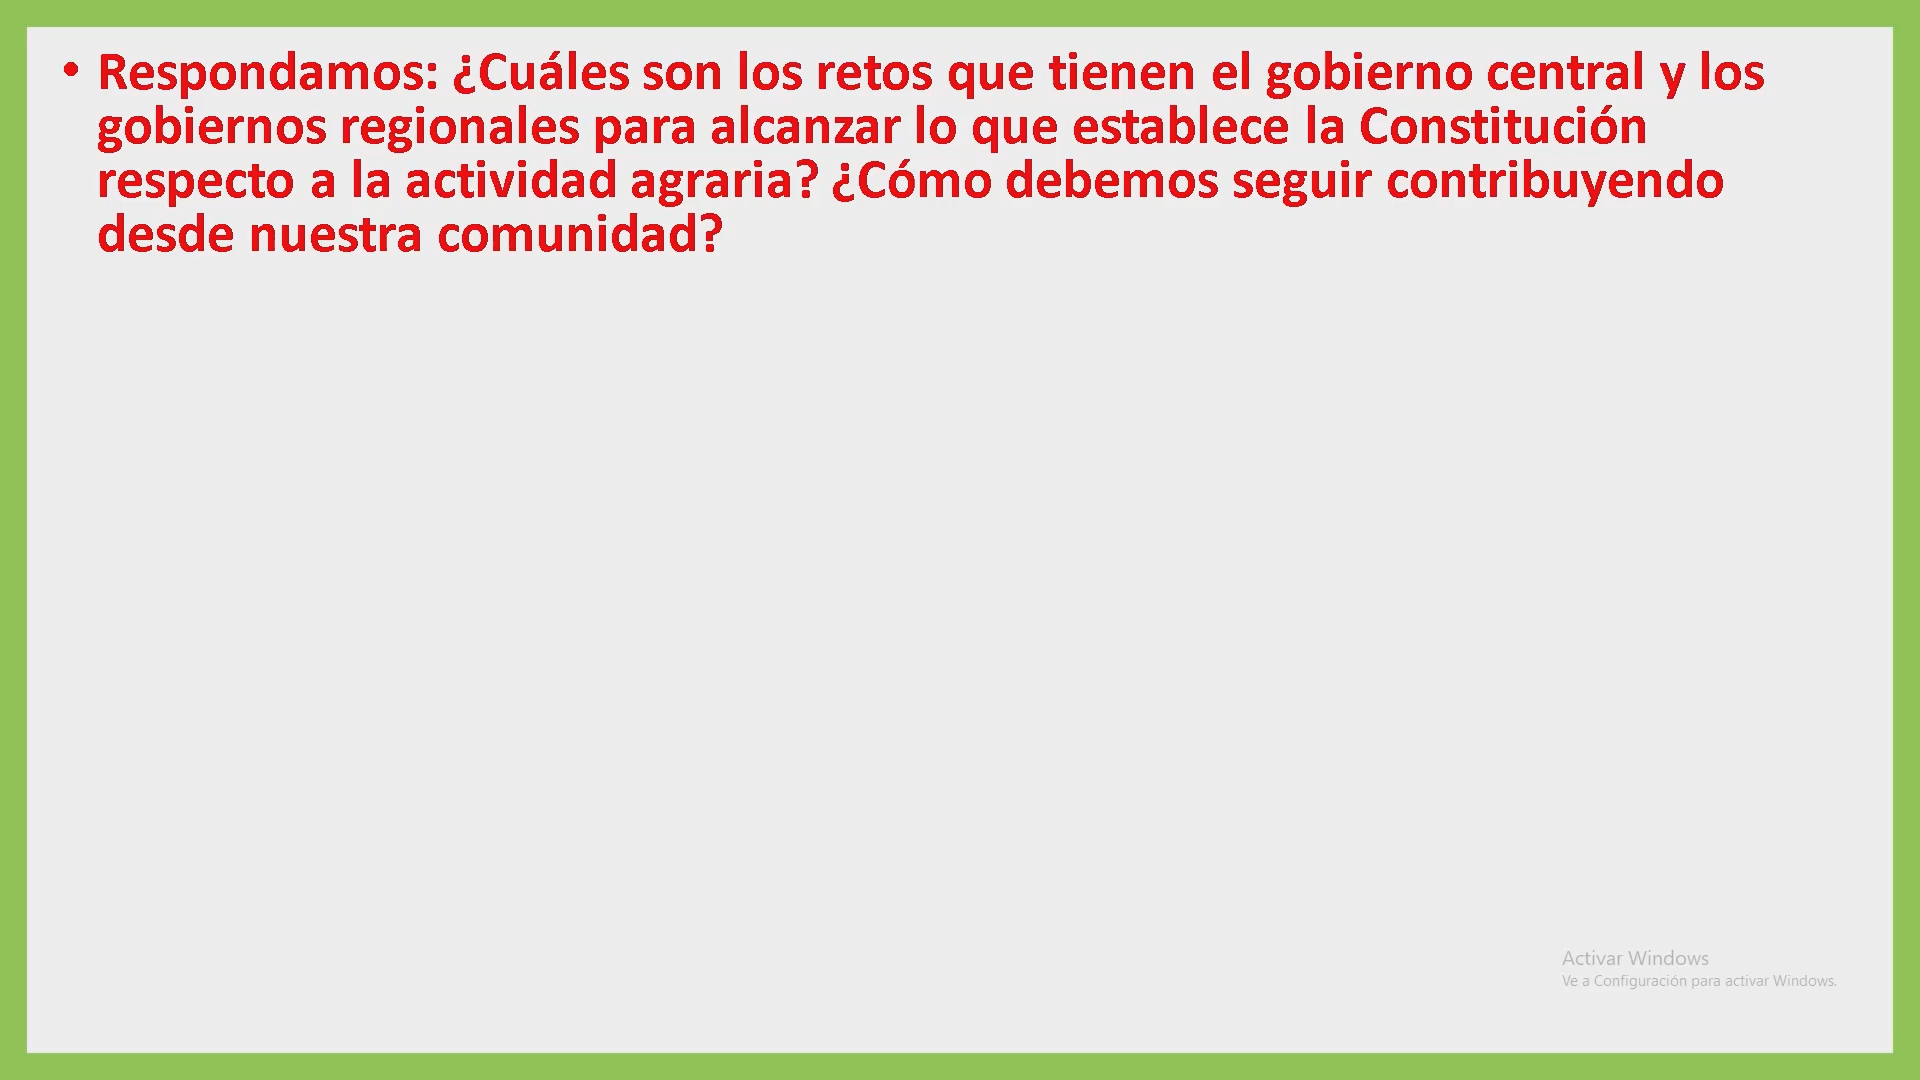 • Respondamos: ¿Cuáles son los retos que tienen el gobierno central y los
gobiernos regionales para alcanzar lo que establece la Constitución
respecto a la actividad agraria? ¿Cómo debemos seguir contribuyendo
desde nuestra comunidad?
Activar Windows
Ve a Configuración para activar Windows.